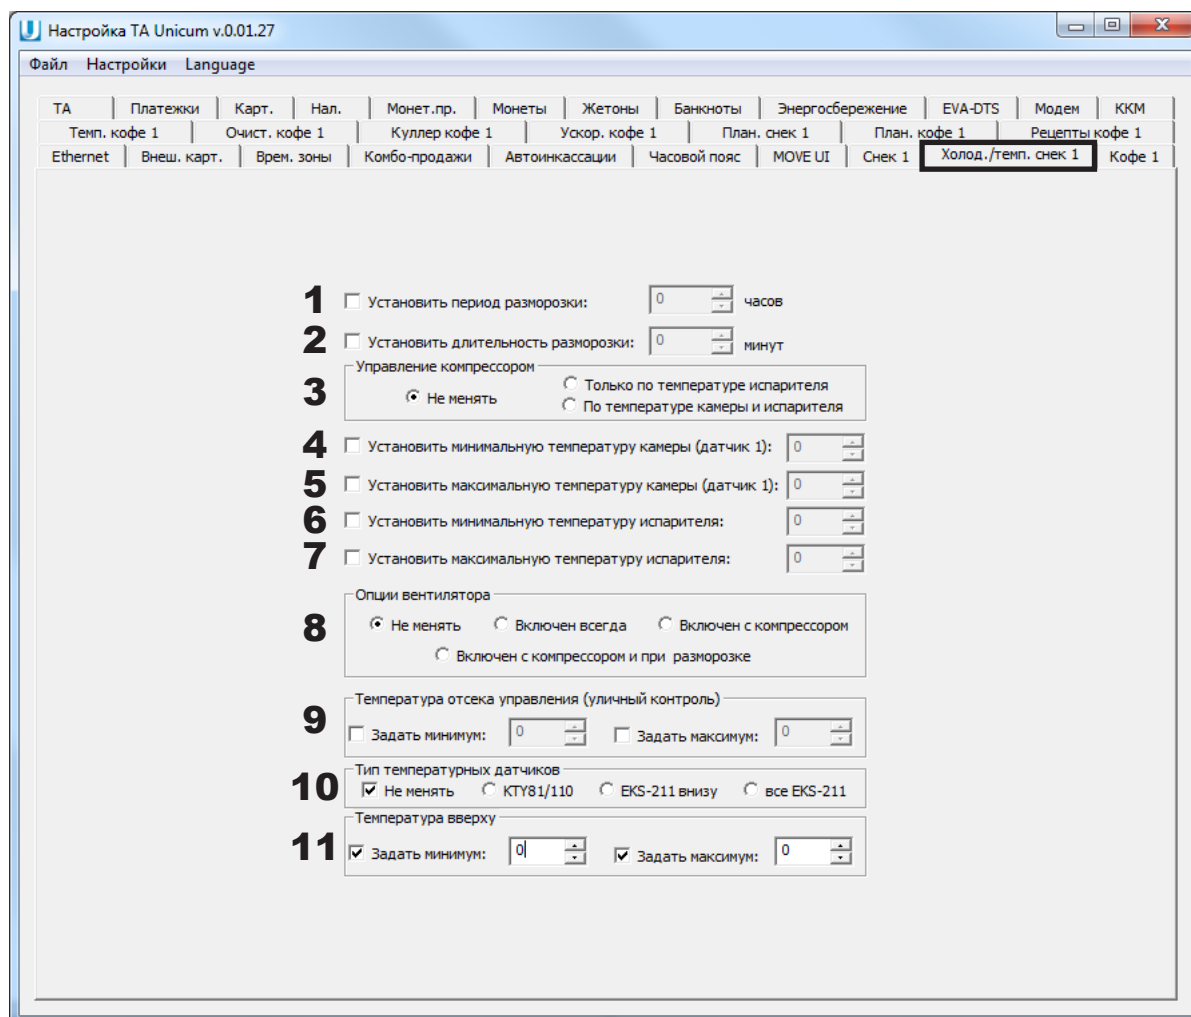 Настройка ТА Unicum v.0.01.27
Файл Настройки Language
ТА Платежки Карт. Нал. Монет.пр. Монеты Жетоны Банкноты Энергосбережение EVA-DTS Модем ККМ
Темп. кофе 1 Очист. кофе 1 Куллер кофе 1 Ускор. кофе 1 План. снек 1 План. кофе 1 Рецепты кофе 1
Ethernet Внеш. карт. Врем. зоны Комбо-продажи Автоинкассации Часовой пояс MOVE UI Снек 1 Холод./темп. снек 1 Кофе 1
1 Установить период разморозки: 0 часов
2 Установить длительность разморозки: 0 минут
Управление компрессором
3 Не менять Только по температуре испарителя
По температуре камеры и испарителя
4 Установить минимальную температуру камеры (датчик 1): 0
5 Установить максимальную температуру камеры (датчик 1): 0
6 Установить минимальную температуру испарителя: 0
7 Установить максимальную температуру испарителя: 0
Опции вентилятора
8 Не менять Включен всегда Включен с компрессором
Включен с компрессором и при разморозке
Температура отсека управления (уличный контроль)
9 Задать минимум: 0 Задать максимум: 0
Тип температурных датчиков
10 Не менять KTY81/110 EKS-211 внизу все EKS-211
Температура вверху
11 Задать минимум: 0 Задать максимум: 0